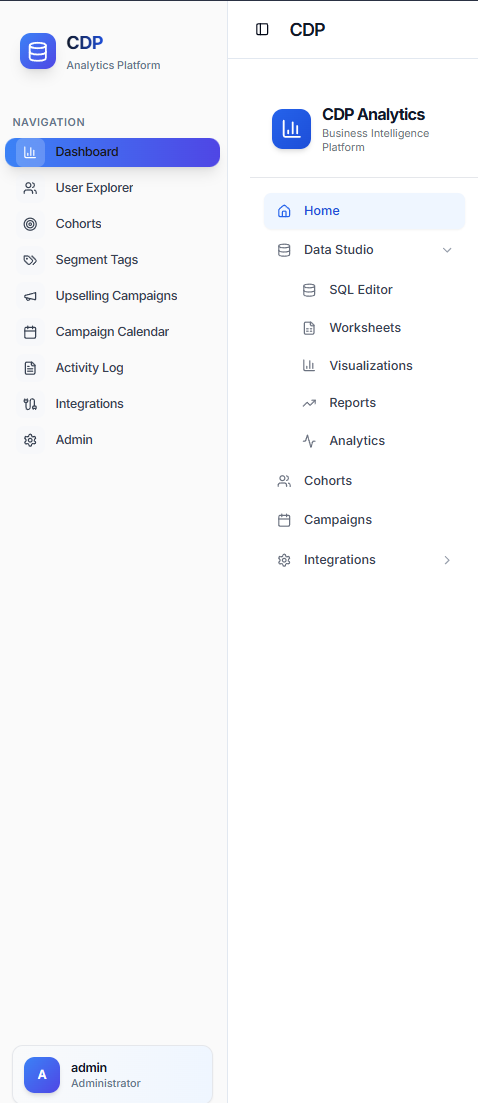 CDP
Analytics Platform
NAVIGATION
Dashboard
User Explorer
Cohorts
Segment Tags
Upselling Campaigns
Campaign Calendar
Activity Log
Integrations
Admin
A
admin
Administrator
CDP
CDP Analytics
Business Intelligence
Platform
Home
Data Studio
SQL Editor
Worksheets
Visualizations
Reports
Analytics
Cohorts
Campaigns
Integrations